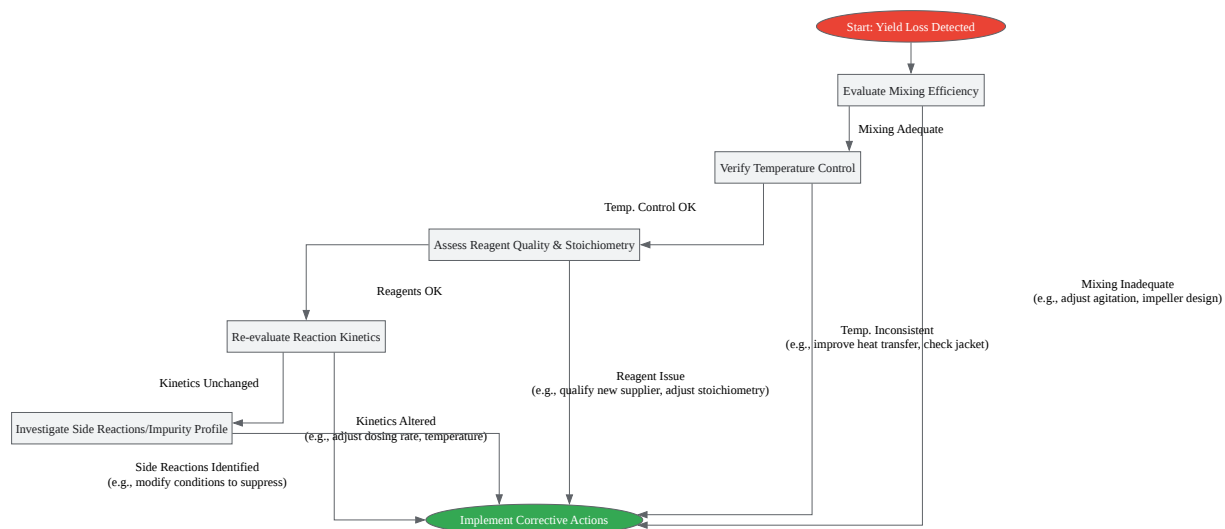 Start: Yield Loss Detected
Evaluate Mixing Efficiency
Mixing Adequate
Verify Temperature Control
Temp. Control OK
Assess Reagent Quality & Stoichiometry
Mixing Inadequate
(e.g., adjust agitation, impeller design)
Reagents OK
Re-evaluate Reaction Kinetics
Temp. Inconsistent
(e.g., improve heat transfer, check jacket)
Kinetics Unchanged
Reagent Issue
(e.g., qualify new supplier, adjust stoichiometry)
Investigate Side Reactions/Impurity Profile
Kinetics Altered
(e.g., adjust dosing rate, temperature)
Side Reactions Identified
(e.g., modify conditions to suppress)
Implement Corrective Actions